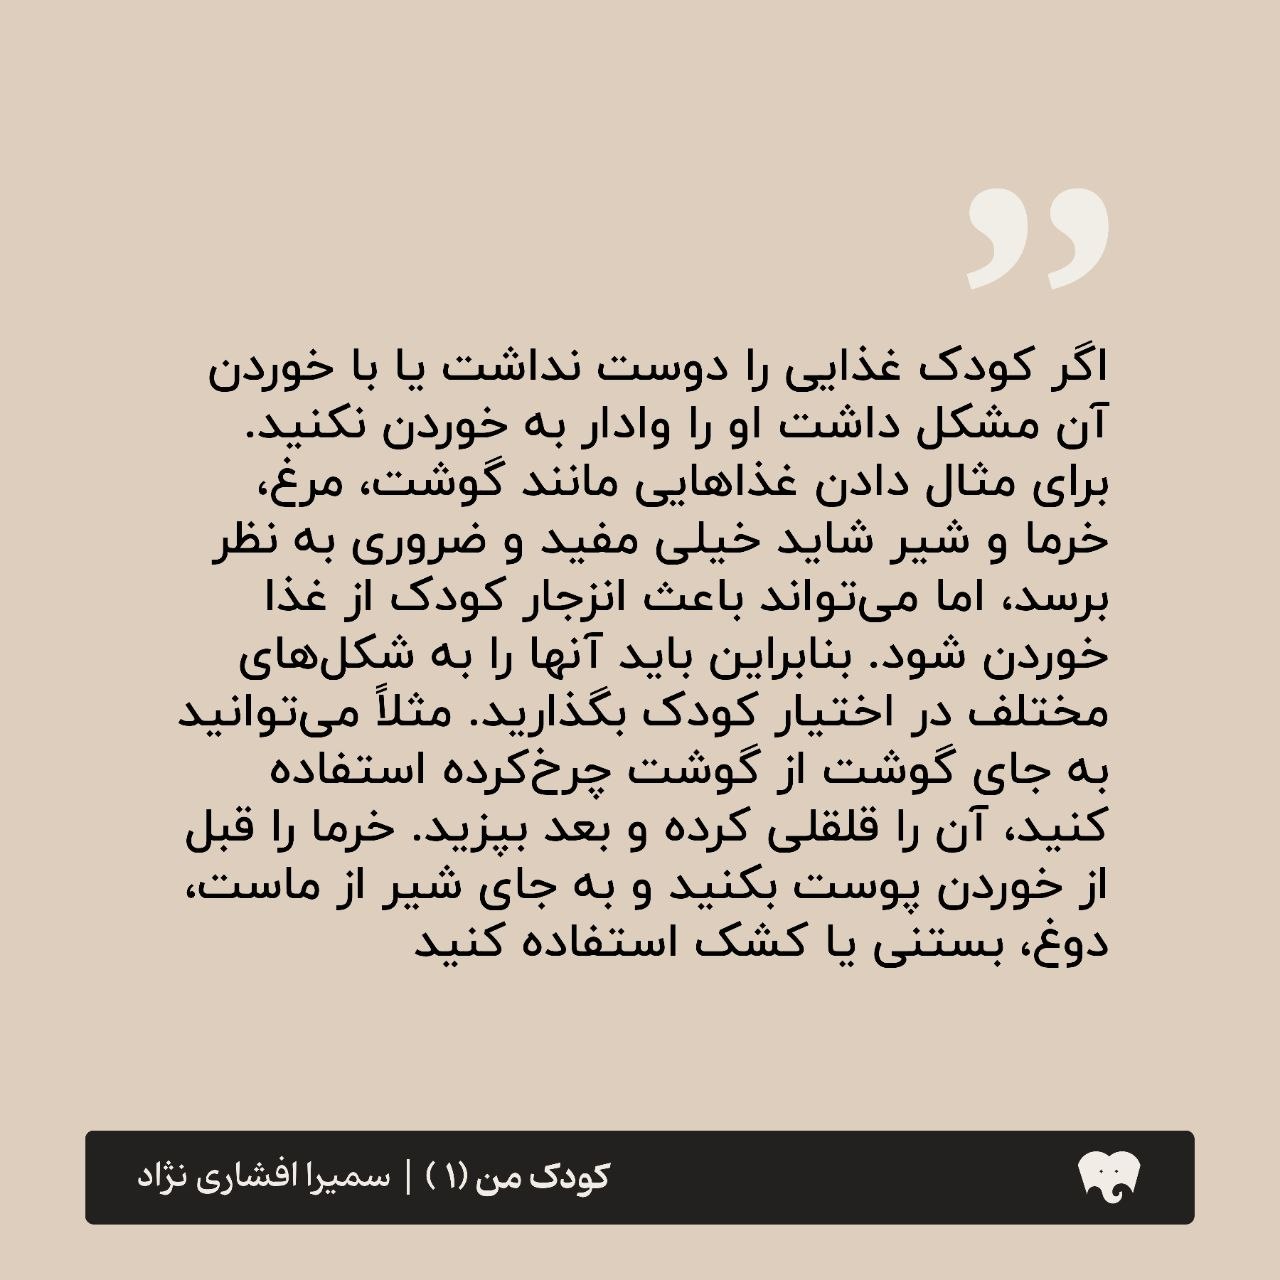 اگر کودک غذایی را دوست نداشت یا با خوردن
آن مشکل داشت او را وادار به خوردن نکنید.
برای مثال دادن غذاهایی مانند گوشت، مرغ،
خرما و شیر شاید خیلی مفید و ضروری به نظر
برسد، اما می‌تواند باعث انزجار کودک از غذا
خوردن شود. بنابراین باید آنها را به شکل‌های
مختلف در اختیار کودک بگذارید. مثلاً می‌توانید
به جای گوشت از گوشت چرخ‌کرده استفاده
کنید، آن را قلقلی کرده و بعد بپزید. خرما را قبل
از خوردن پوست بکنید و به جای شیر از ماست،
دوغ، بستنی یا کشک استفاده کنید
کودک من (۱) | سمیرا افشاری نژاد